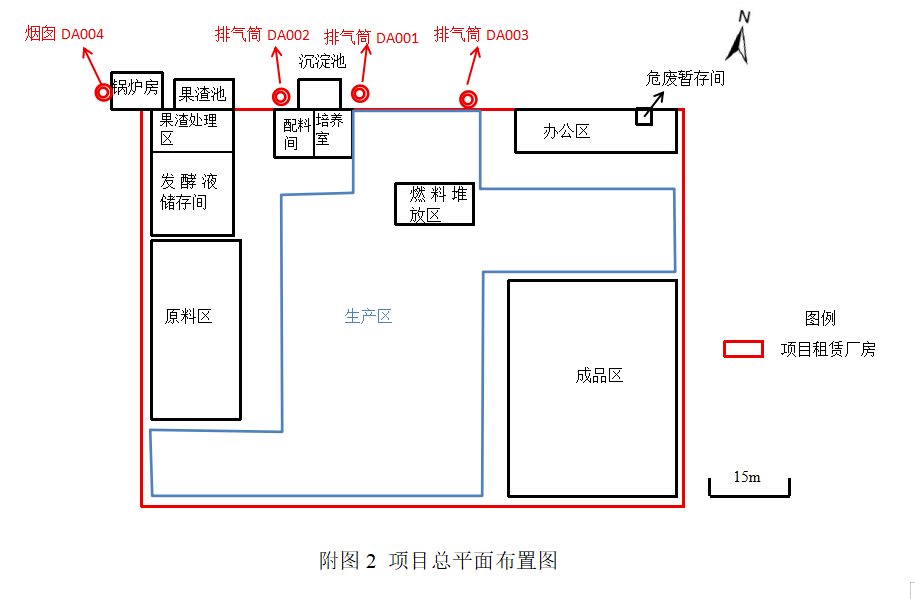 N
烟囱 DA004
排气筒 DA002
排气筒 DA001
排气筒 DA003
沉淀池
危废暂存间
锅炉房
果渣池
果渣处理
区
配料
间
培养
室
办公区
发酵液
储存间
燃料堆
放区
原料区
生产区
图例
项目租赁厂房
成品区
15m
附图 2 项目总平面布置图